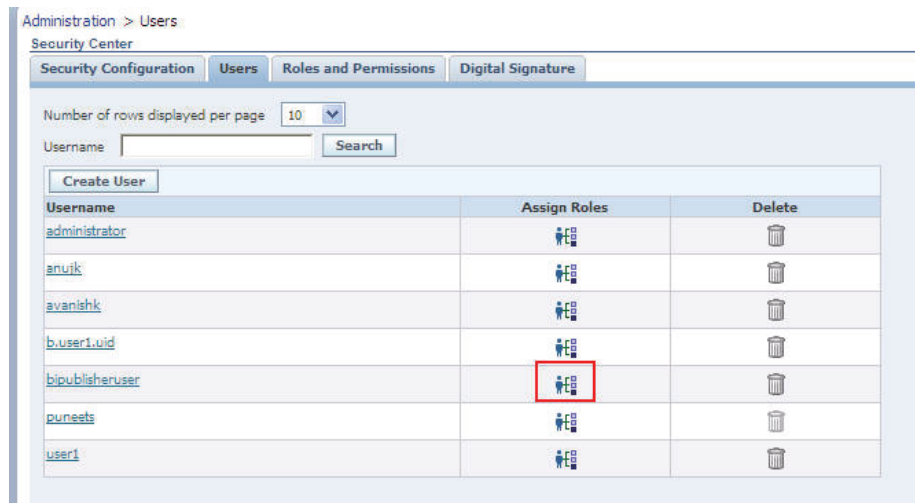 Administration > Users
Security Center
Security Configuration Users Roles and Permissions Digital Signature
Number of rows displayed per page 10
Username Search
Create User
Username Assign Roles Delete
administrator
anujk
avanishk
b.user1.uid
bipublisheruser
puneets
user1